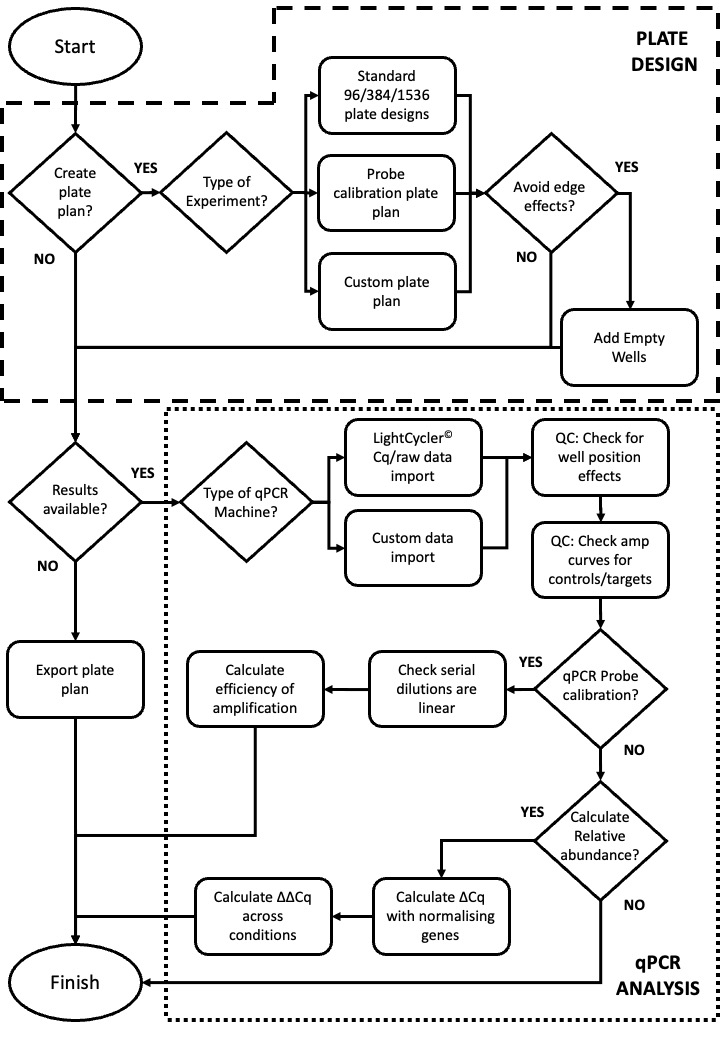 Start
PLATE
DESIGN
Create
plate
plan?
YES
NO
Type of
Experiment?
Standard
96/384/1536
plate designs
Probe
calibration plate
plan
Custom plate
plan
Avoid edge
effects?
YES
NO
Add Empty
Wells
Results
available?
YES
NO
Type of qPCR
Machine?
LightCycler©
Cq/raw data
import
Custom data
import
QC: Check for
well position
effects
QC: Check amp
curves for
controls/targets
qPCR Probe
calibration?
YES
NO
Check serial
dilutions are
linear
Calculate
efficiency of
amplification
Export plate
plan
Calculate
Relative
abundance?
YES
NO
Calculate ΔCq
with normalising
genes
Calculate ΔΔCq
across
conditions
Finish
qPCR
ANALYSIS